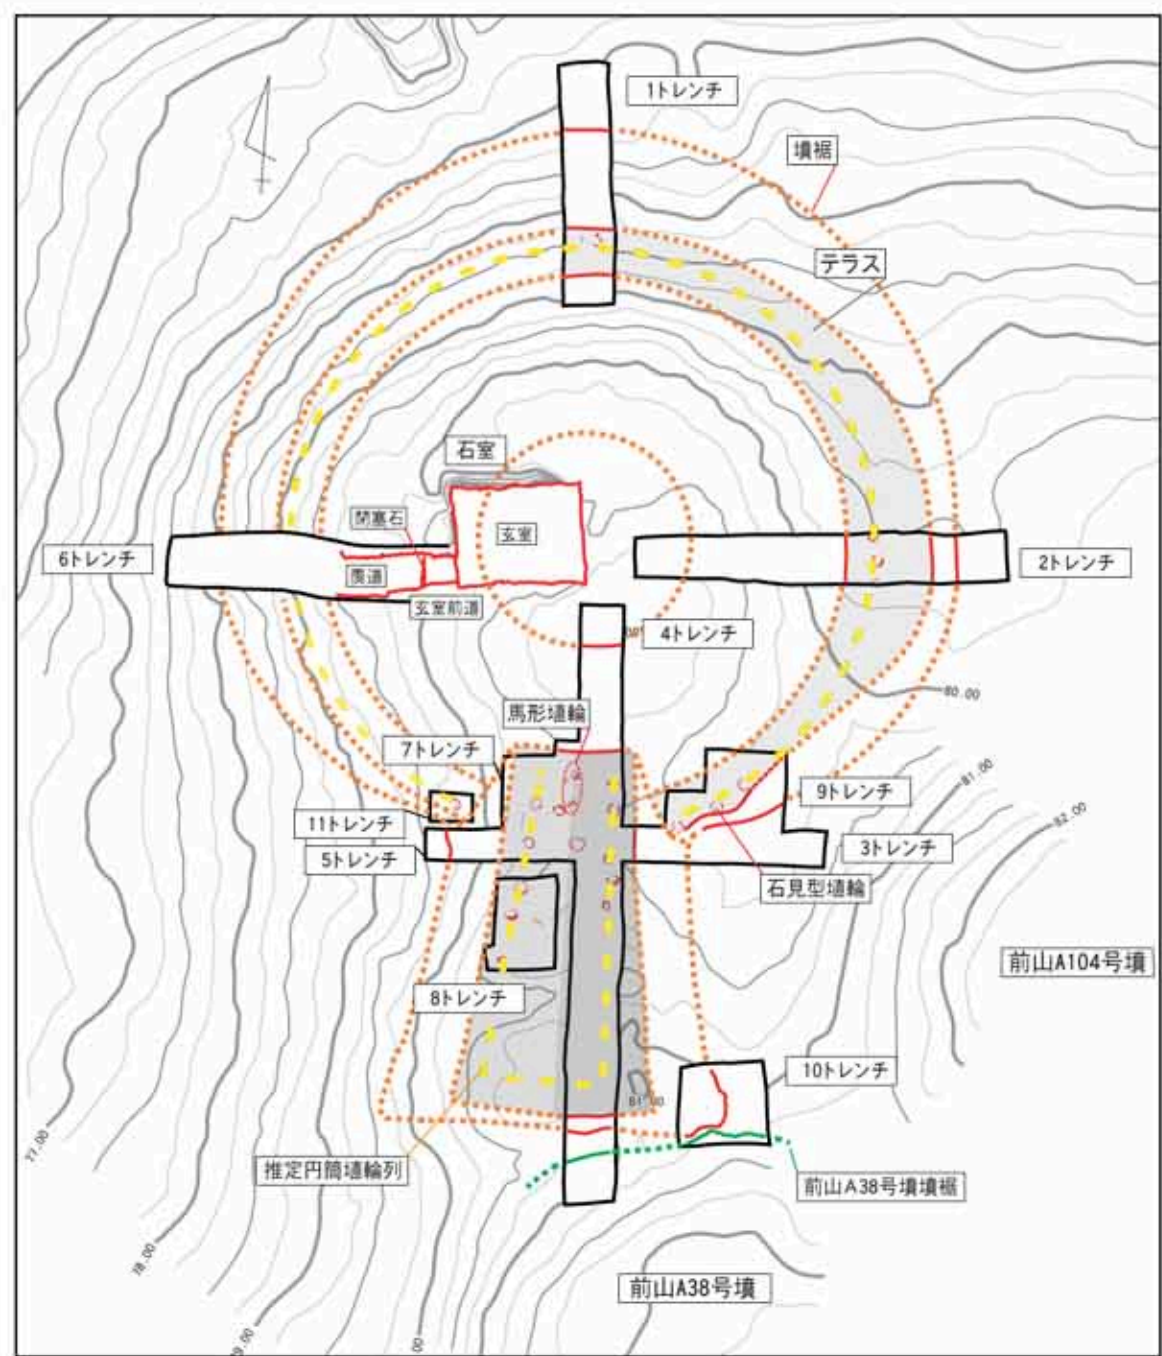 1トレンチ
墳裾
テラス
石室
閉塞石
玄室
6トレンチ
羨道
2トレンチ
玄室前道
4トレンチ
80.00
馬形埴輪
7トレンチ
81.00
9トレンチ
82.00
11トレンチ
3トレンチ
5トレンチ
石見型埴輪
前山A104号墳
8トレンチ
10トレンチ
81.00
77.00
推定円筒埴輪列
前山A38号墳墳裾
78.00
前山A38号墳